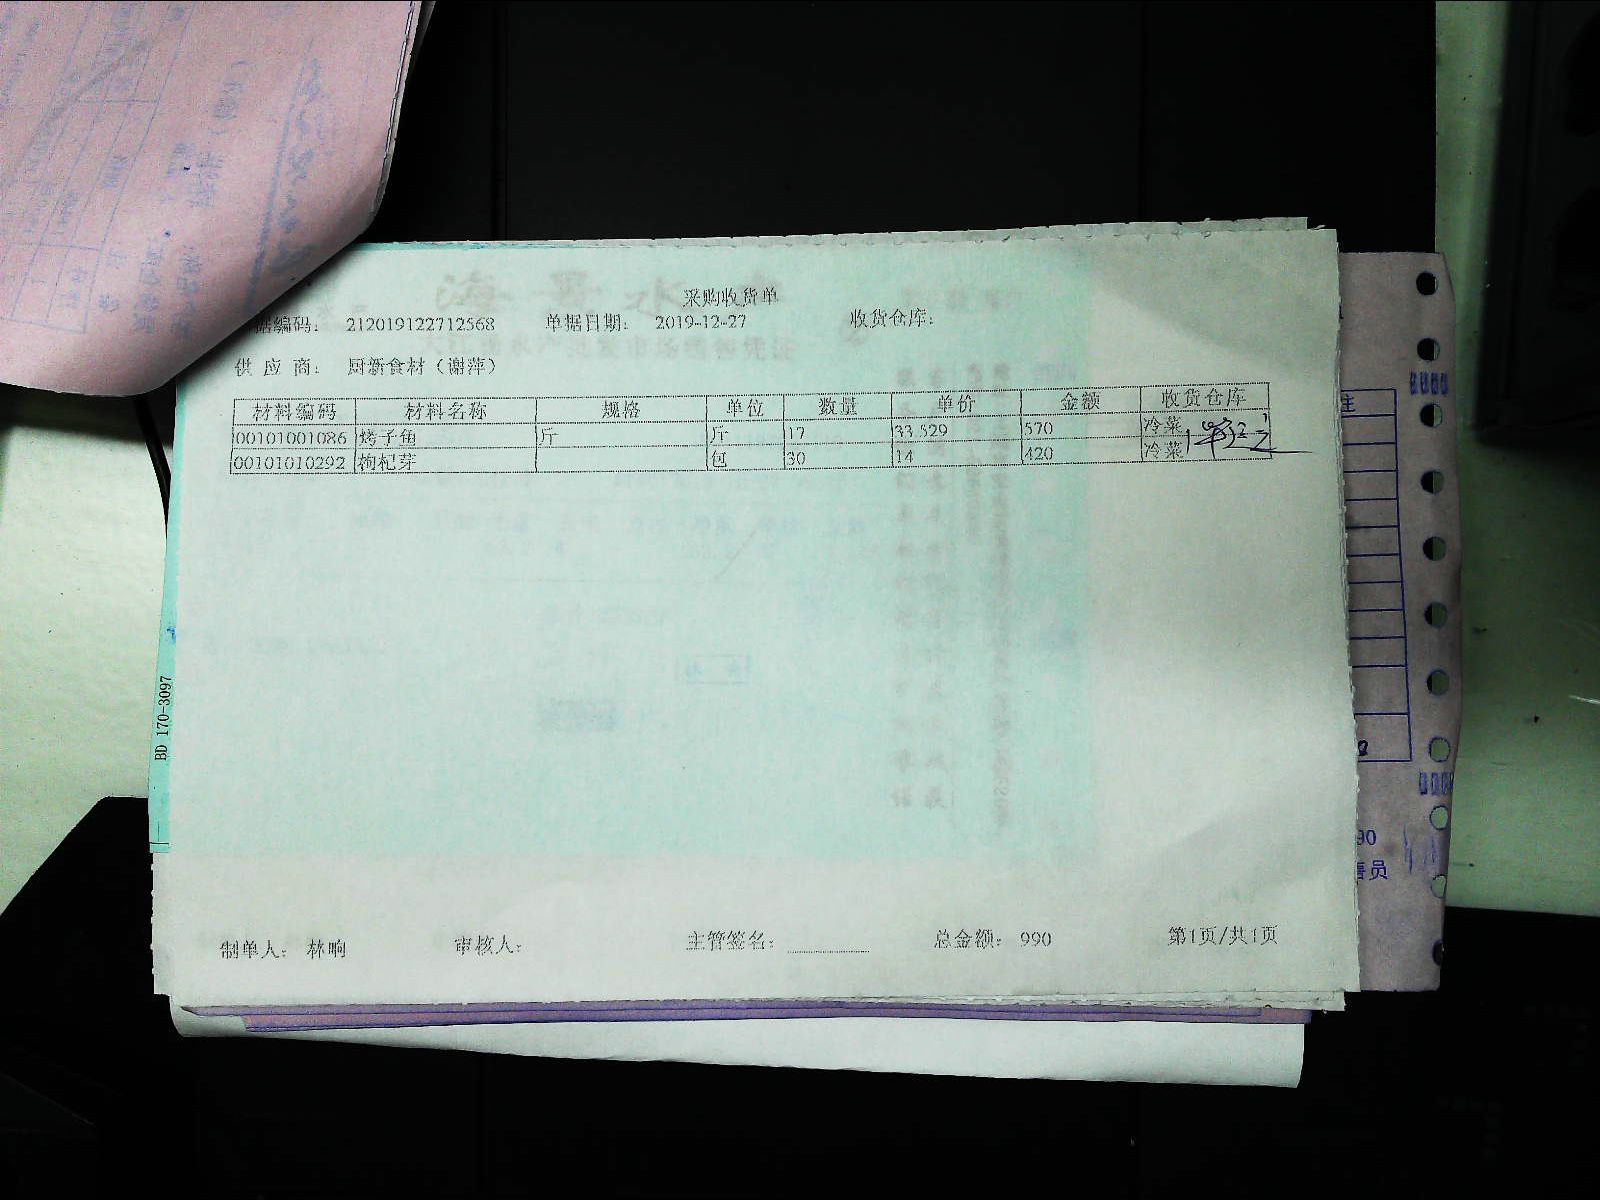 采购收货单
据编码： 212019122712568 单据日期： 2019-12-27 收货仓库：
供 应 商： 厨新食材（谢萍）
材料编码 材料名称 规格 单位 数量 单价 金额 收货仓库
00101001086 烤子鱼 斤 斤 17 33.529 570 冷菜
00101010292 枸杞芽 包 30 14 420 冷菜
BD 170-3097
制单人： 林响 审核人： 主管签名： 总金额： 990 第1页/共1页
注
90
售员